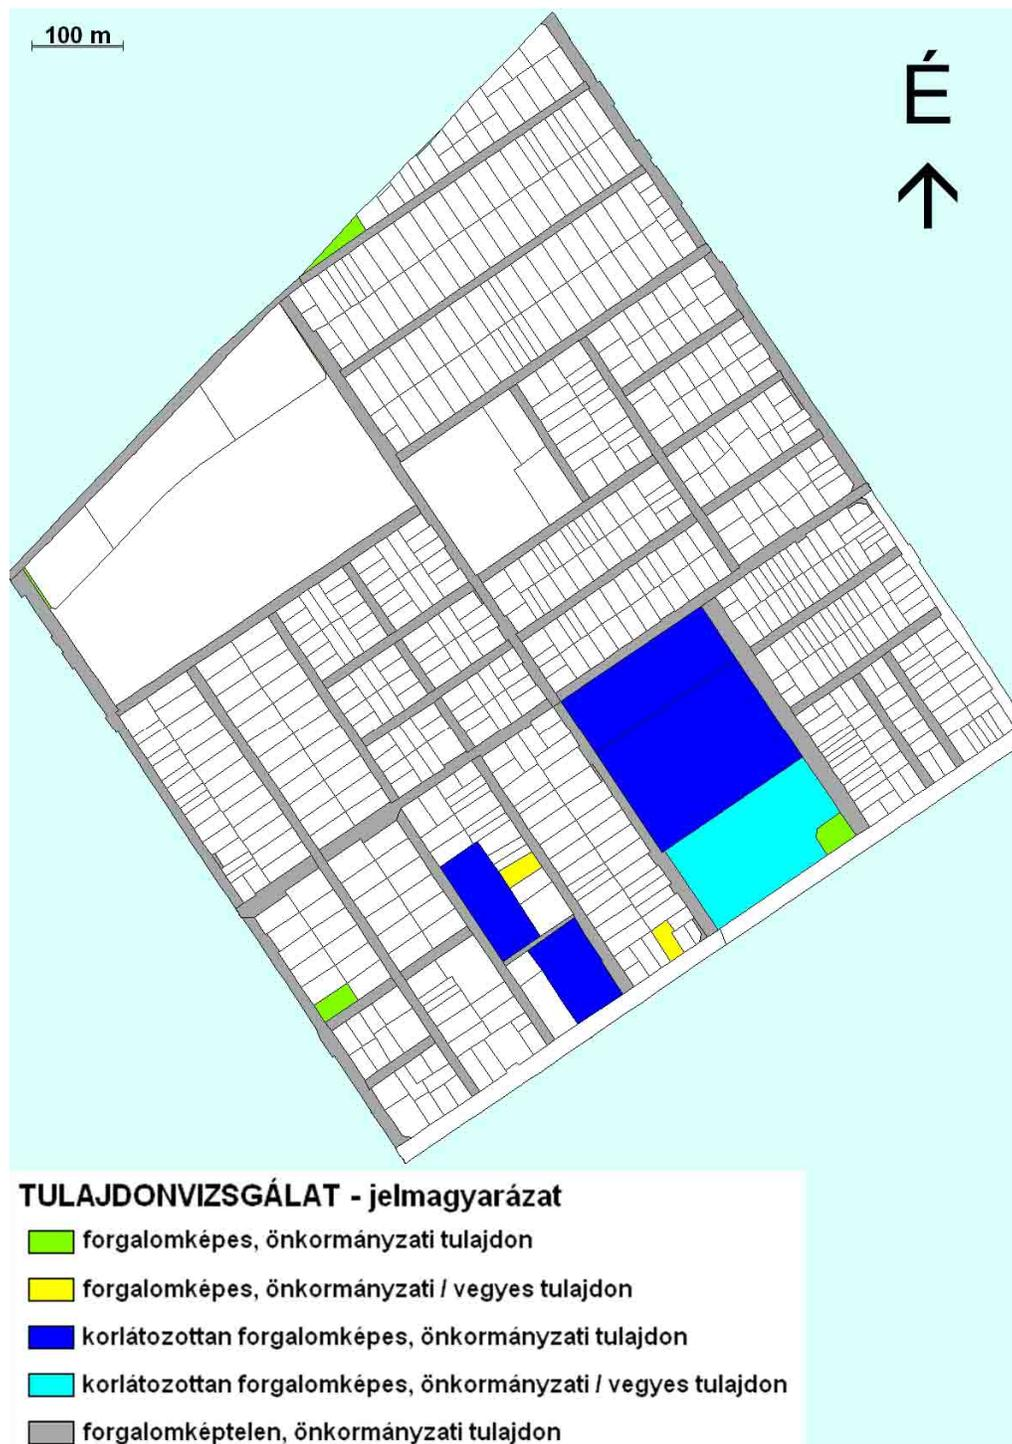 100 m
É
TULAJDONVIZSGÁLAT - jelmagyarázat
forgalomképes, önkormányzati tulajdon
forgalomképes, önkormányzati / vegyes tulajdon
korlátozottan forgalomképes, önkormányzati tulajdon
korlátozottan forgalomképes, önkormányzati / vegyes tulajdon
forgalomképtelen, önkormányzati tulajdon